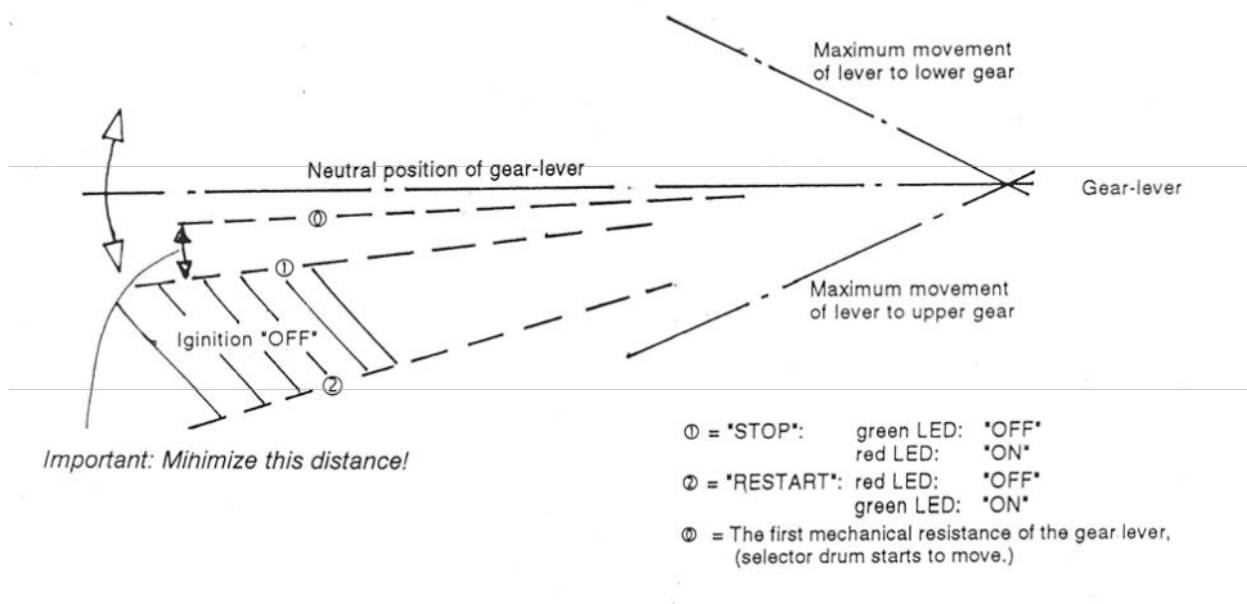 Maximum movement
of lever to lower gear
Neutral position of gear-lever
Gear-lever
⓪
①
Maximum movement
of lever to upper gear
Iginition "OFF"
②
Important: Mihimize this distance!
① = "STOP": green LED: "OFF"
red LED: "ON"
② = "RESTART": red LED: "OFF"
green LED: "ON"
⓪ = The first mechanical resistance of the gear lever,
(selector drum starts to move.)